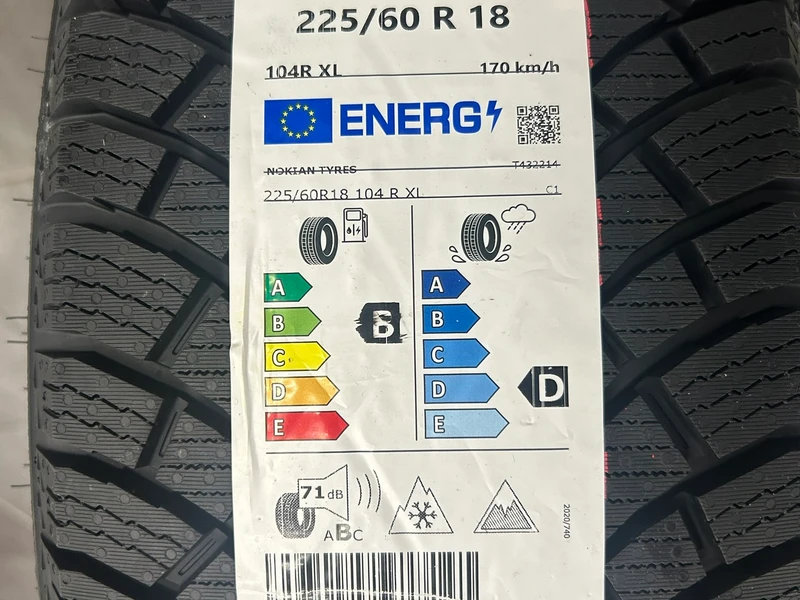 225/60 R 18
104R XL 170 km/h
ENERG
NOKIAN TYRES T432214
225/60R18 104 R XL C1
A A
B B B
C C
D D D
E E
71 dB
ABC
2020/740